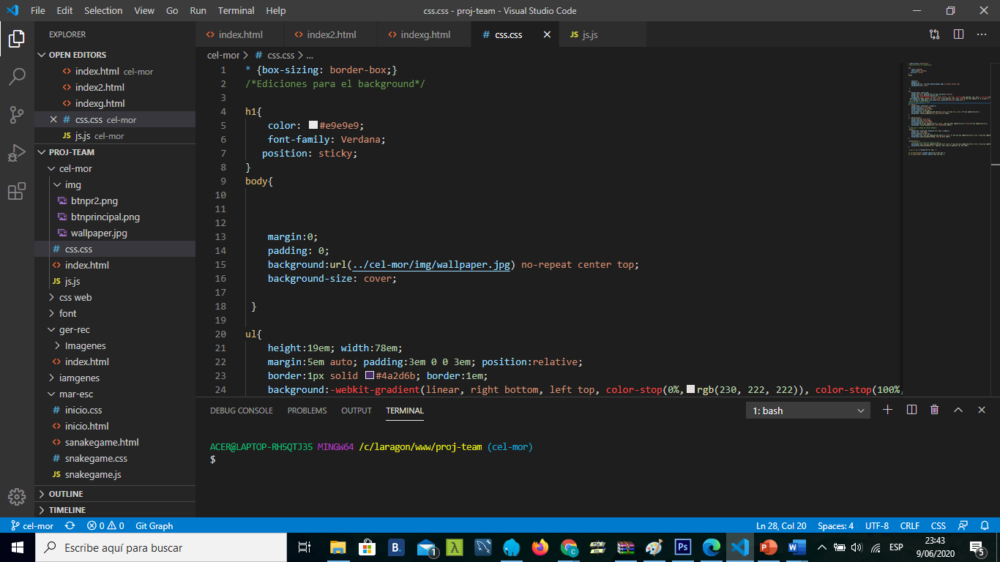 File Edit Selection View Go Run Terminal Help css.css - proj-team - Visual Studio Code
EXPLORER
OPEN EDITORS
index.html cel-mor
index2.html
indexg.html
css.css cel-mor
js.js cel-mor
PROJ-TEAM
cel-mor
img
btnpr2.png
btnprincipal.png
wallpaper.jpg
css.css
index.html
js.js
css web
font
ger-rec
Imagenes
index.html
iamgenes
mar-esc
inicio.css
inicio.html
sanakegame.html
snakegame.css
snakegame.js
OUTLINE
TIMELINE
index.html index2.html indexg.html css.css js.js
cel-mor > css.css > ...
1 * {box-sizing: border-box;}
2 /*Ediciones para el background*/
3
4 h1{
5 color: #e9e9e9;
6 font-family: Verdana;
7 position: sticky;
8 }
9 body{
10
11
12
13 margin:0;
14 padding: 0;
15 background:url(../cel-mor/img/wallpaper.jpg) no-repeat center top;
16 background-size: cover;
17
18 }
19
20 ul{
21 height:19em; width:78em;
22 margin:5em auto; padding:3em 0 0 3em; position:relative;
23 border:1px solid #4a2d6b; border:1em;
24 background:-webkit-gradient(linear, right bottom, left top, color-stop(0%,rgb(230, 222, 222)), color-stop(100%,
DEBUG CONSOLE PROBLEMS OUTPUT TERMINAL 1: bash
ACER@LAPTOP-RH5QTJ35 MINGW64 /c/laragon/www/proj-team (cel-mor)
$
cel-mor 0 0 Git Graph Ln 28, Col 20 Spaces: 4 UTF-8 CRLF CSS
Escribe aquí para buscar
B.
1
λ
Ps
P
W
ESP
23:43
9/06/2020
5